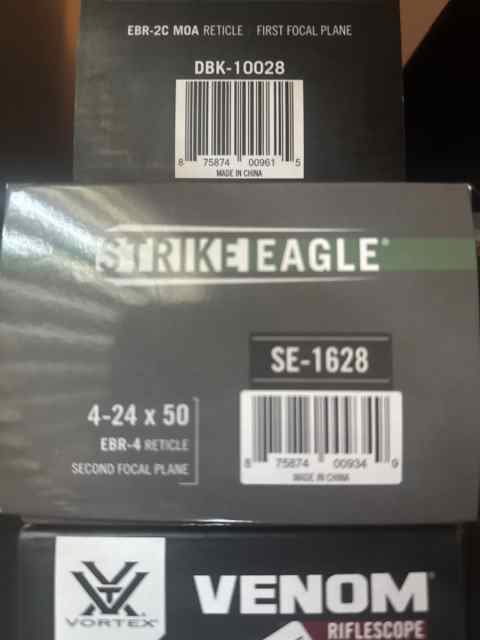 EBR-2C MOA RETICLE FIRST FOCAL PLANE
DBK-10028
8 75874 00961 5
MADE IN CHINA
STRIKE EAGLE®
SE-1628
4-24 x 50
EBR-4 RETICLE
SECOND FOCAL PLANE
8 75874 00934 9
MADE IN CHINA
VORTEX®
VENOM®
RIFLESCOPE